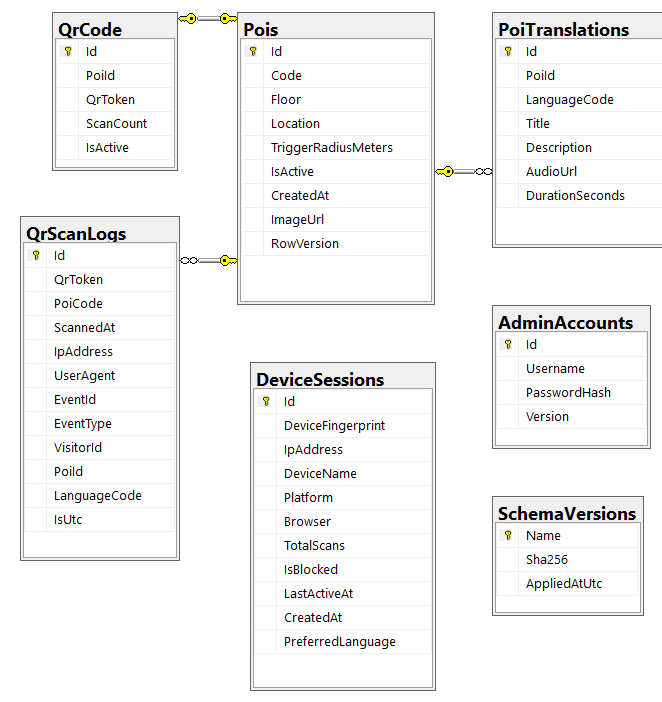 QrCode
Id
PoiId
QrToken
ScanCount
IsActive
Pois
Id
Code
Floor
Location
TriggerRadiusMeters
IsActive
CreatedAt
ImageUrl
RowVersion
PoiTranslations
Id
PoiId
LanguageCode
Title
Description
AudioUrl
DurationSeconds
QrScanLogs
Id
QrToken
PoiCode
ScannedAt
IpAddress
UserAgent
EventId
EventType
VisitorId
PoiId
LanguageCode
IsUtc
DeviceSessions
Id
DeviceFingerprint
IpAddress
DeviceName
Platform
Browser
TotalScans
IsBlocked
LastActiveAt
CreatedAt
PreferredLanguage
AdminAccounts
Id
Username
PasswordHash
Version
SchemaVersions
Name
Sha256
AppliedAtUtc